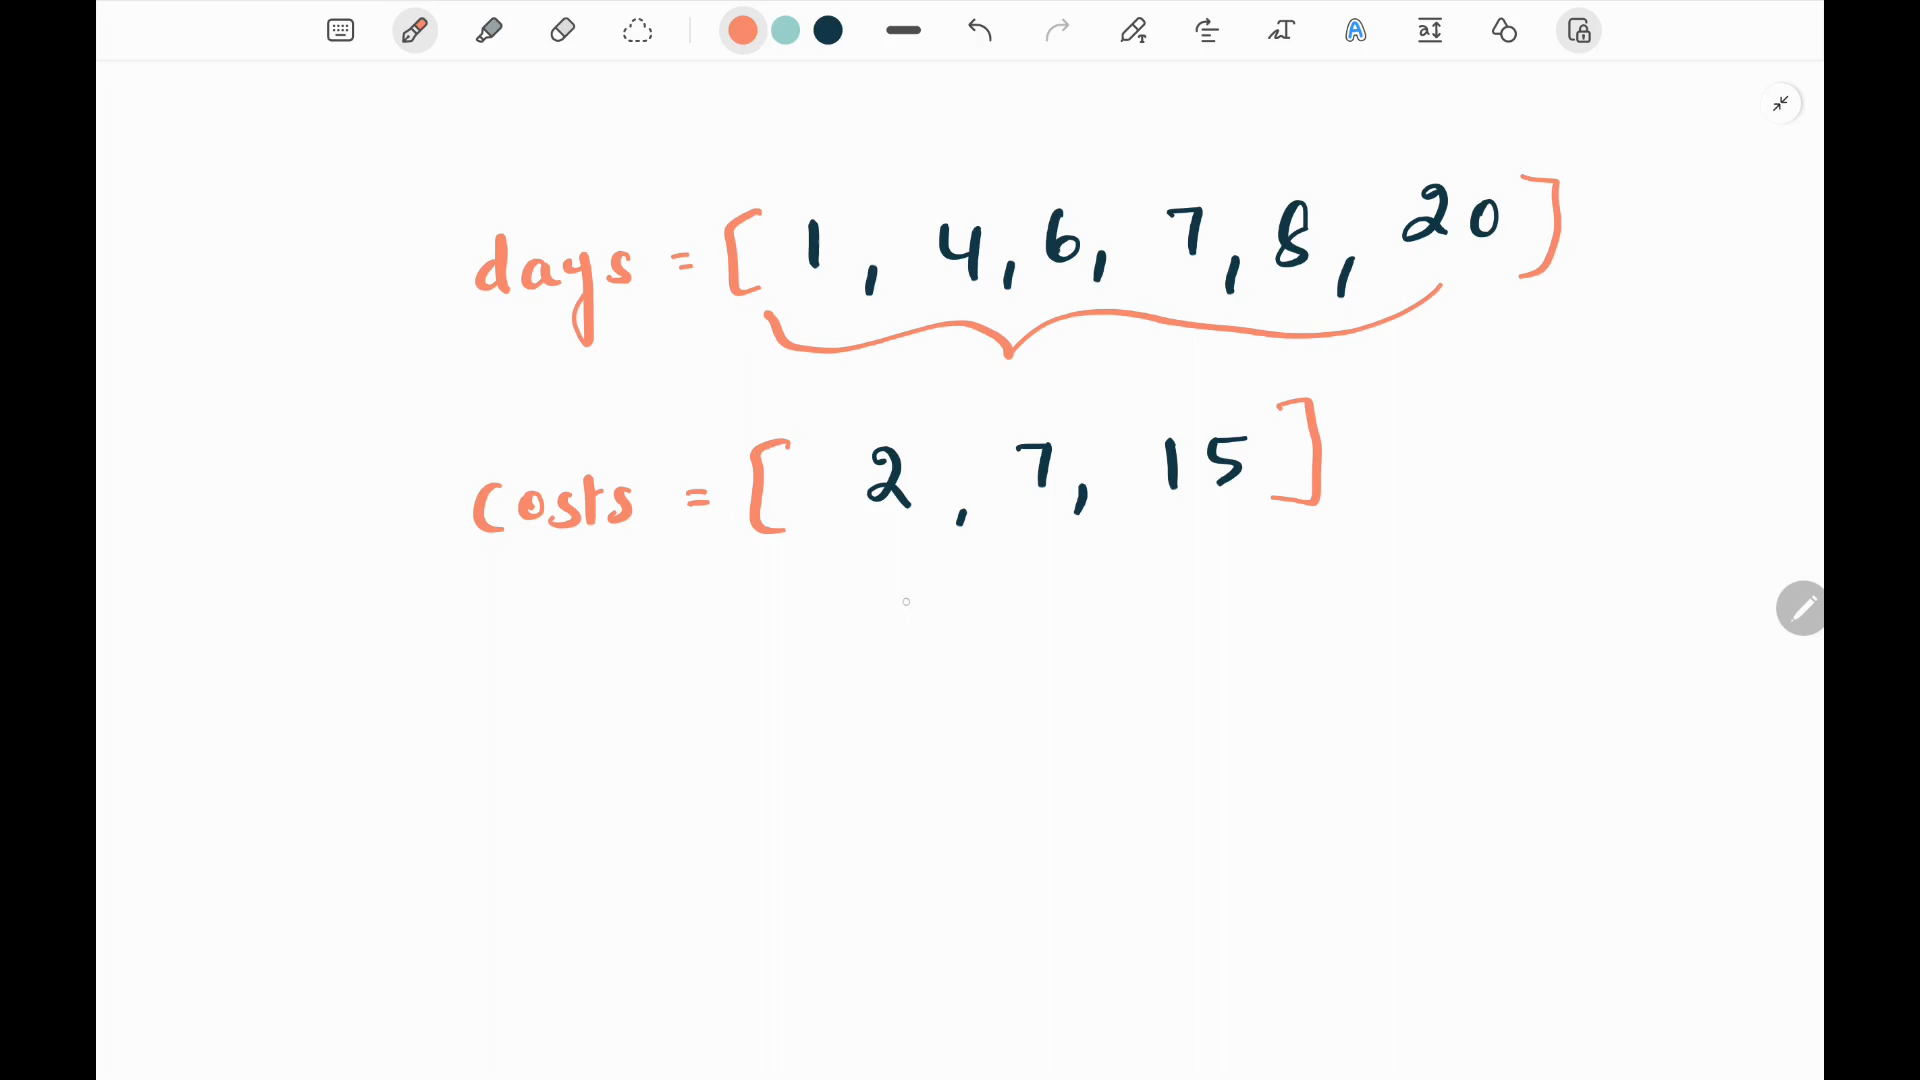 days = [ 1 , 4 , 6 , 7 , 8 , 20 ]
costs = [ 2 , 7 , 15 ]